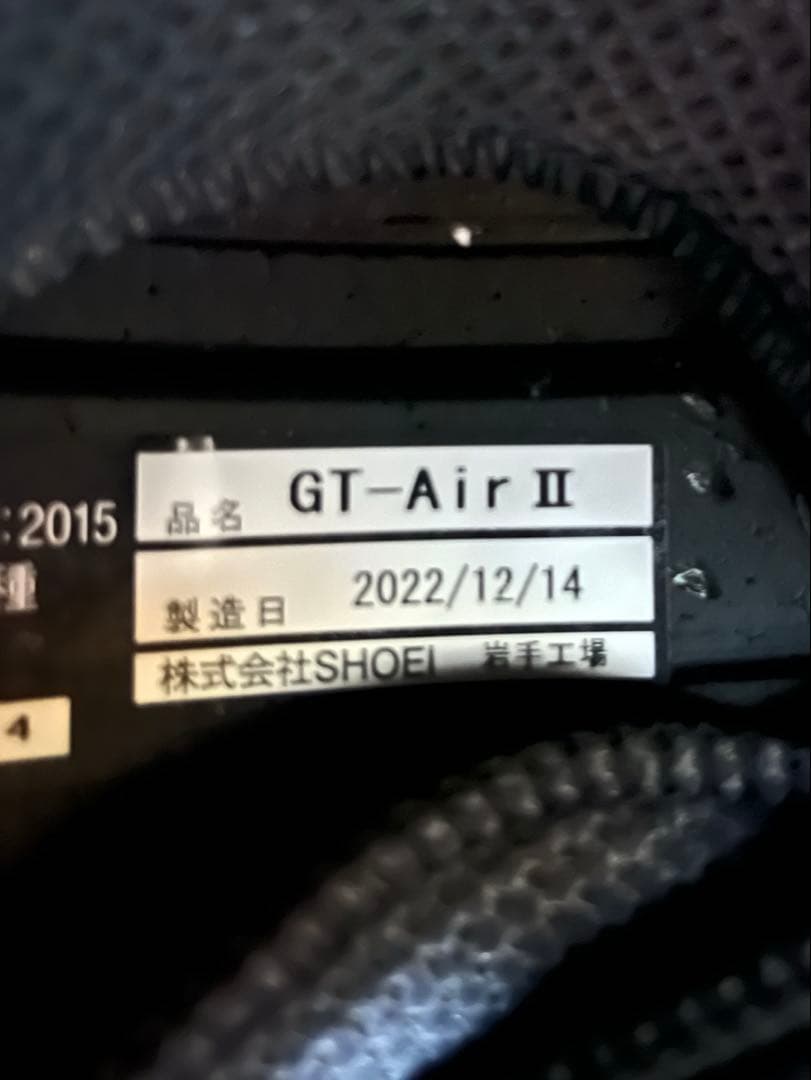 品名 GT-Air II
:2015
製造日 2022/12/14
種
株式会社SHOEI 岩手工場
4